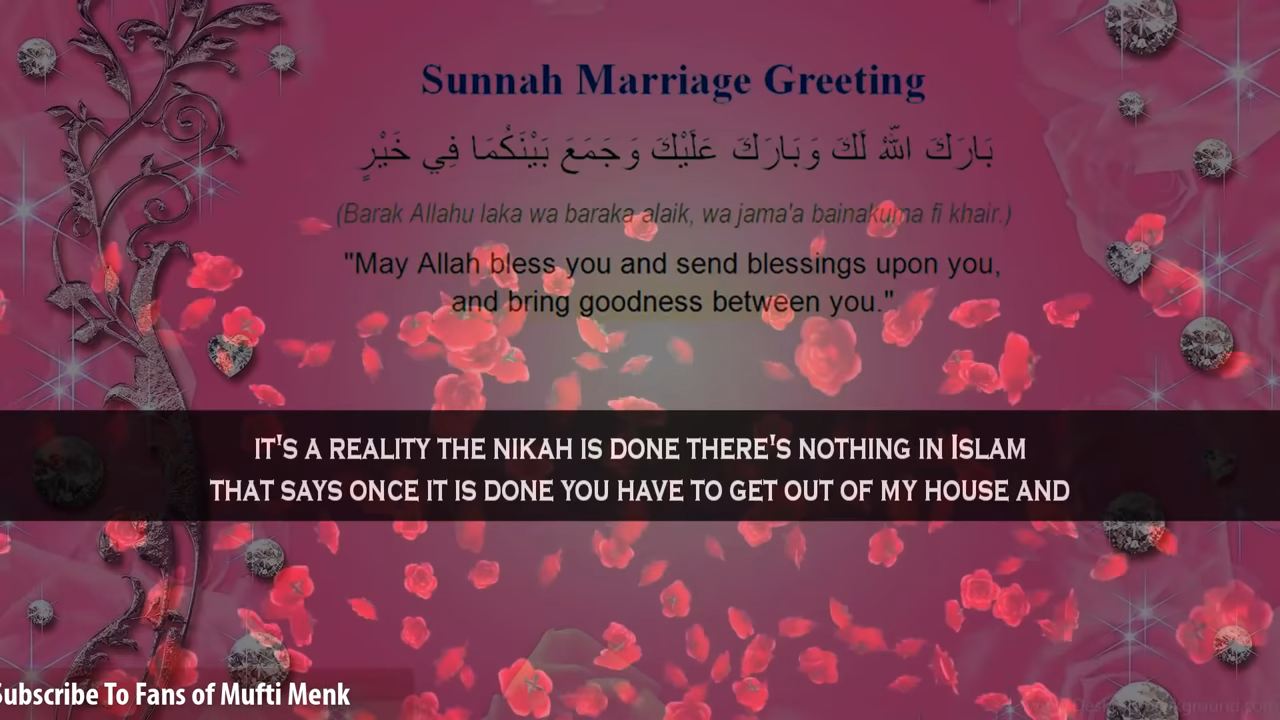 Sunnah Marriage Greeting
بَارَكَ اللَّهُ لَكَ وَبَارَكَ عَلَيْكَ وَجَمَعَ بَيْنَكُمَا فِي خَيْرٍ
(Barak Allahu laka wa baraka alaik, wa jama'a bainakuma fi khair.)
"May Allah bless you and send blessings upon you,
and bring goodness between you."
IT'S A REALITY THE NIKAH IS DONE THERE'S NOTHING IN ISLAM
THAT SAYS ONCE IT IS DONE YOU HAVE TO GET OUT OF MY HOUSE AND
Subscribe To Fans of Mufti Menk